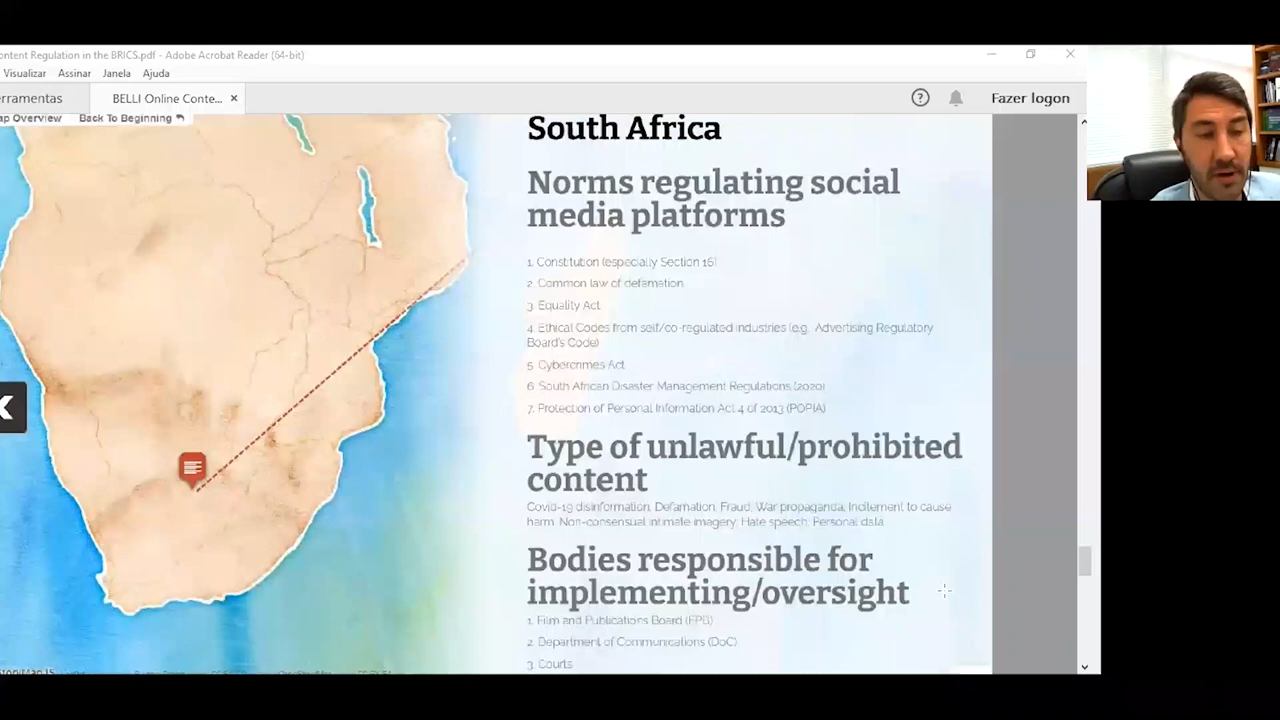 ontent Regulation in the BRICS.pdf - Adobe Acrobat Reader (64-bit)
Visualizar Assinar Janela Ajuda
erramentas BELLI Online Conte... × Fazer logon
ap Overview Back To Beginning
South Africa
Norms regulating social
media platforms
1. Constitution (especially Section 16)
2. Common law of defamation
3. Equality Act
4. Ethical Codes from self/co-regulated industries (e.g. Advertising Regulatory
Board's Code)
5. Cybercrimes Act
6. South African Disaster Management Regulations (2020)
7. Protection of Personal Information Act 4 of 2013 (POPIA)
Type of unlawful/prohibited
content
Covid-19 disinformation, Defamation, Fraud, War propaganda, Incitement to cause
harm, Non-consensual intimate imagery, Hate speech, Personal data
Bodies responsible for
implementing/oversight
1. Film and Publications Board (FPB)
2. Department of Communications (DoC)
3. Courts